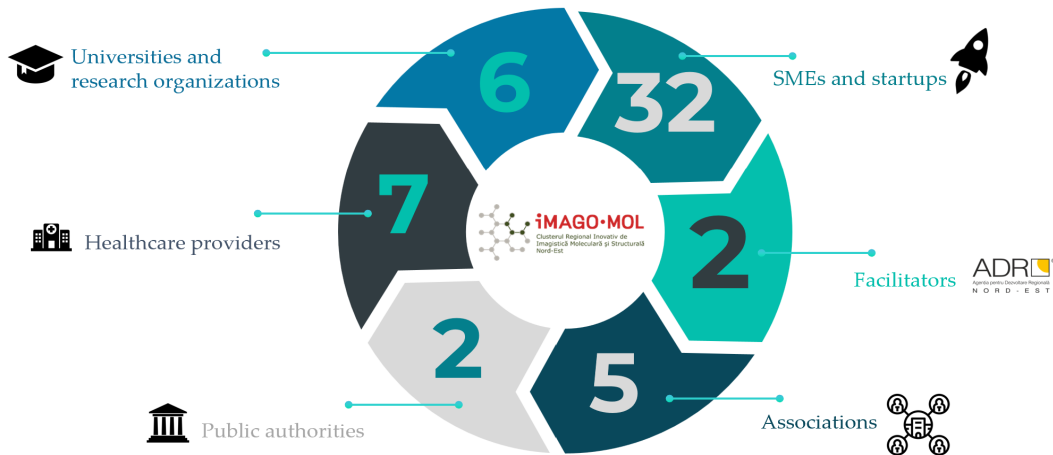 Universities and
research organizations
6
32
SMEs and startups
7
Healthcare providers
iMAGO·MOL
Clusterul Regional Inovativ de
Imagistică Moleculară și Structurală
Nord-Est
2
Facilitators
ADR
Agenția pentru Dezvoltare Regională
NORD-EST
2
Public authorities
5
Associations